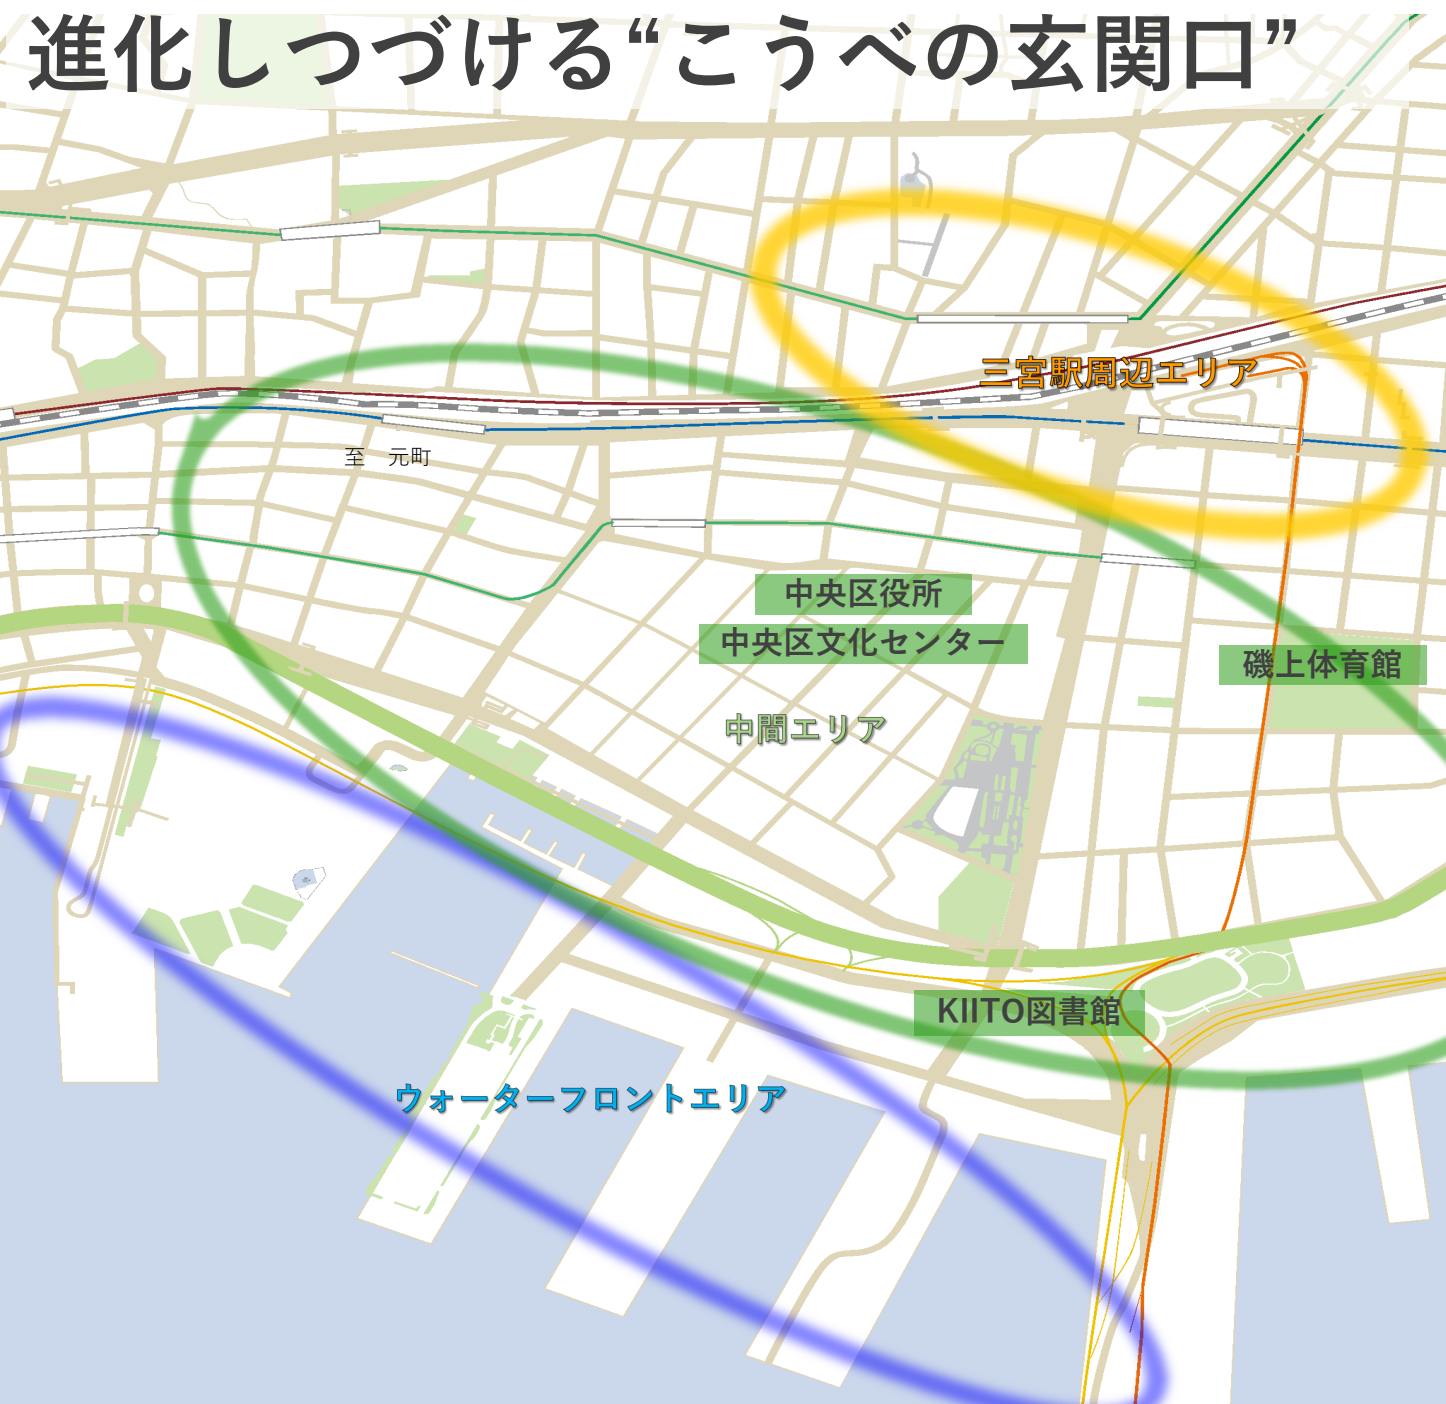 進化しつづける“こうべの玄関口”
三宮駅周辺エリア
至　元町
中央区役所
中央区文化センター
磯上体育館
中間エリア
KIITO図書館
ウォーターフロントエリア